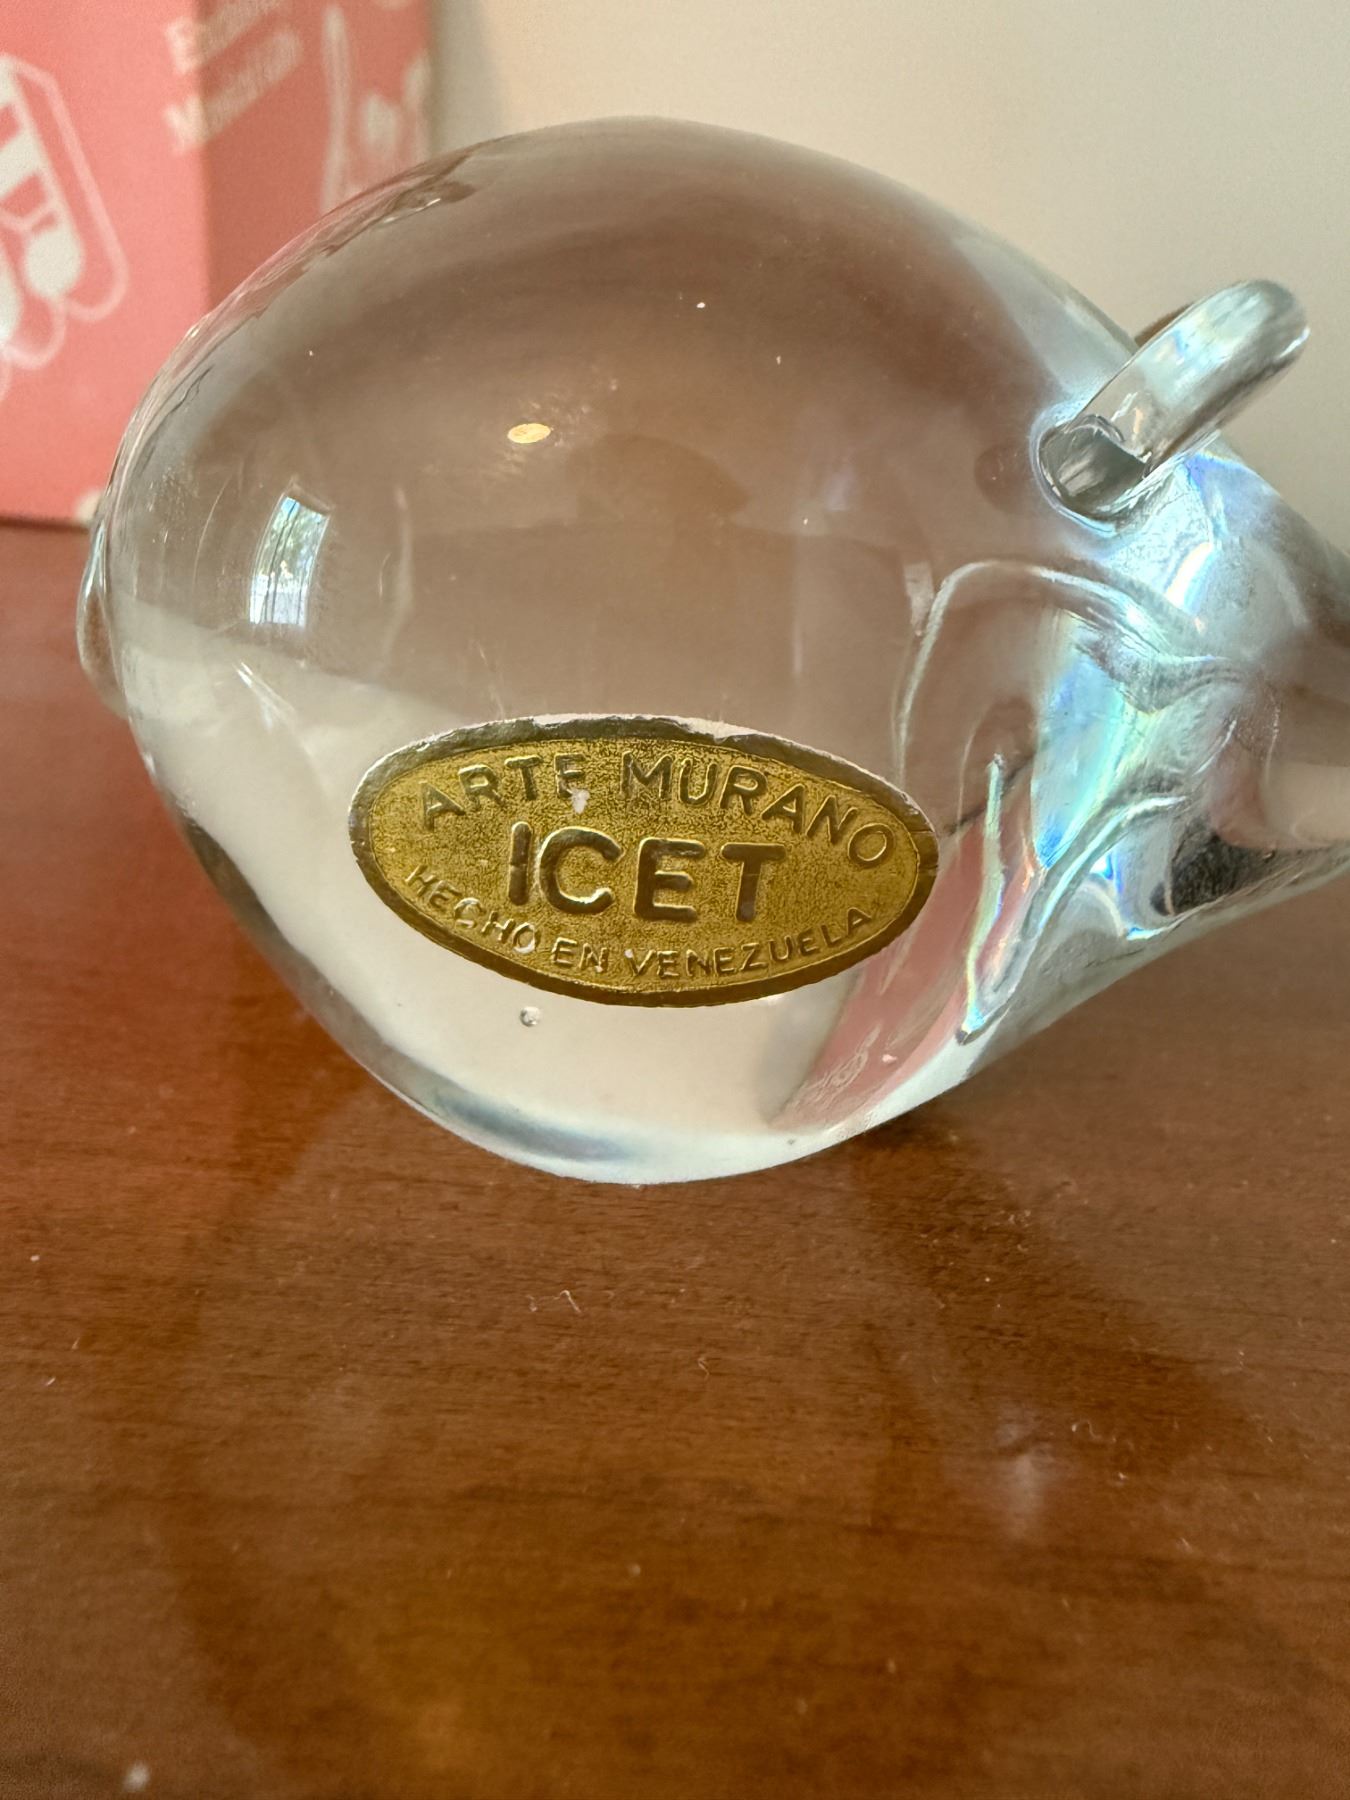 ARTE MURANO
ICET
HECHO EN VENEZUELA